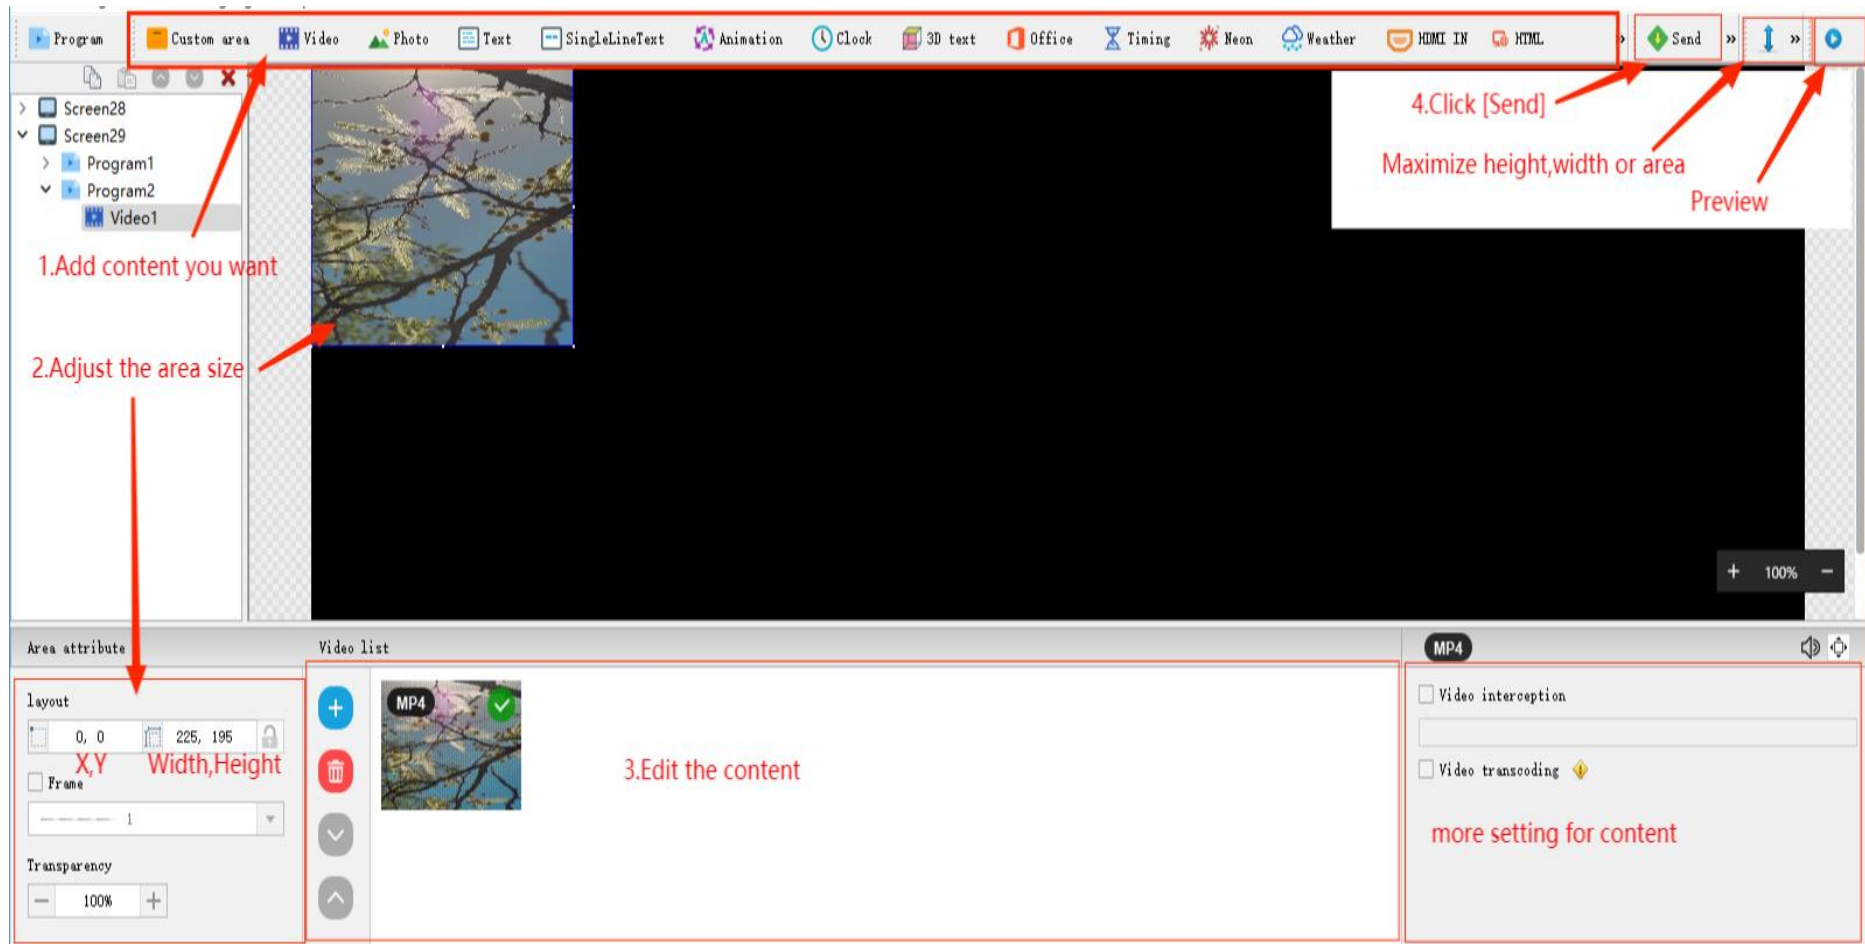 Program
Custom area
Video
Photo
Text
SingleLineText
Animation
Clock
3D text
Office
Timing
Neon
Weather
HDMI IN
HTML
Send
Screen28
Screen29
Program1
Program2
Video1
4.Click [Send]
Maximize height,width or area
Preview
1.Add content you want
2.Adjust the area size
+ 100% −
Area attribute
Video list
MP4
layout
0, 0
225, 195
X,Y
Width,Height
Frame
1
Transparency
− 100% +
MP4
3.Edit the content
Video interception
Video transcoding
more setting for content